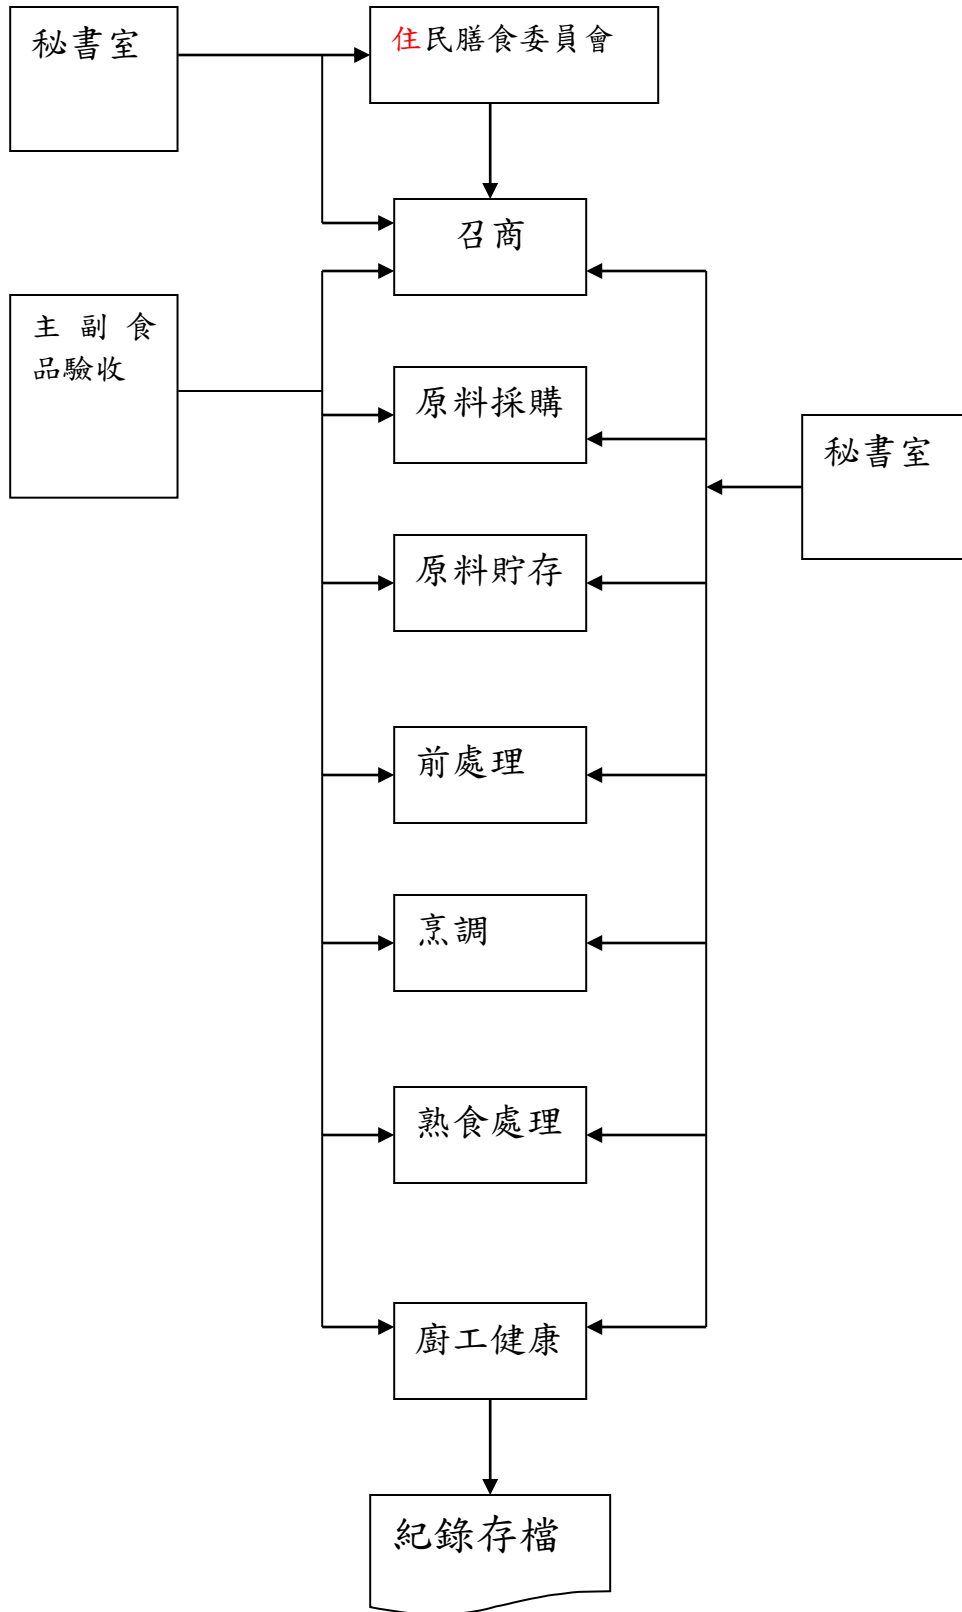 秘書室
住民膳食委員會
召商
主副食
品驗收
原料採購
秘書室
原料貯存
前處理
烹調
熟食處理
廚工健康
紀錄存檔